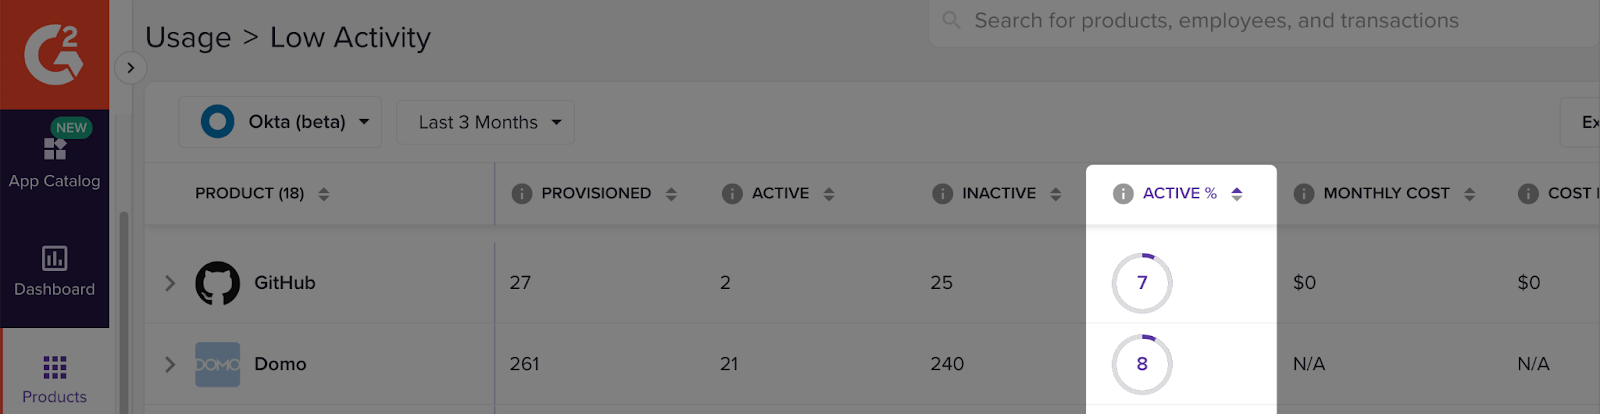 G2
Usage > Low Activity
Search for products, employees, and transactions
NEW
App Catalog
Dashboard
Products
Okta (beta)
Last 3 Months
Ex
PRODUCT (18) PROVISIONED ACTIVE INACTIVE ACTIVE % MONTHLY COST COST I
GitHub 27 2 25 7 $0 $0
DOMO Domo 261 21 240 8 N/A N/A